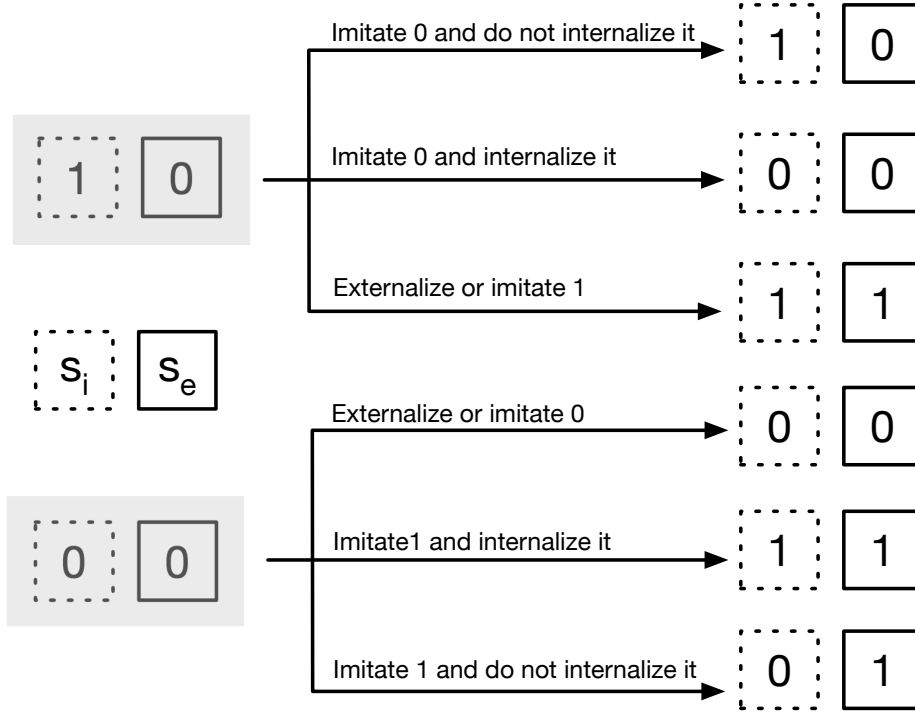 Imitate 0 and do not internalize it
1 0
1 0
Imitate 0 and internalize it
0 0
Externalize or imitate 1
1 1
si se
Externalize or imitate 0
0 0
0 0
Imitate1 and internalize it
1 1
Imitate 1 and do not internalize it
0 1